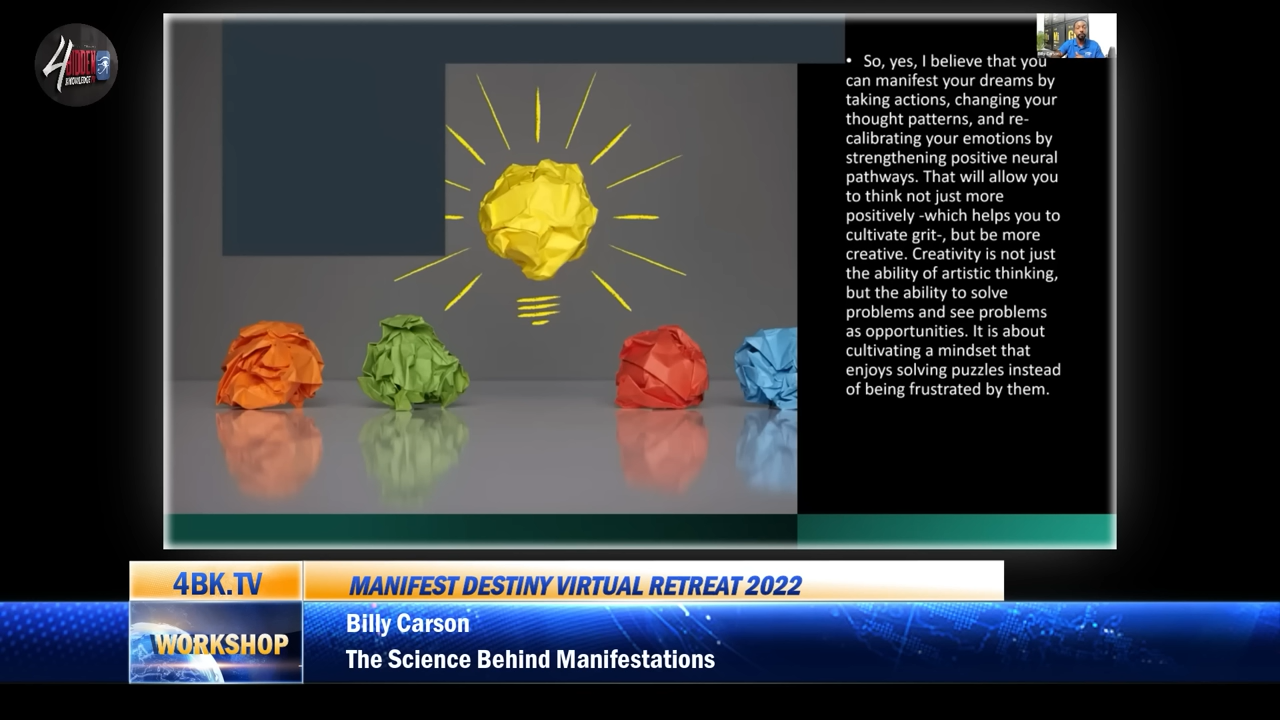 4
HIDDEN
KNOWLEDGE
• So, yes, I believe that you
can manifest your dreams by
taking actions, changing your
thought patterns, and re-
calibrating your emotions by
strengthening positive neural
pathways. That will allow you
to think not just more
positively -which helps you to
cultivate grit-, but be more
creative. Creativity is not just
the ability of artistic thinking,
but the ability to solve
problems and see problems
as opportunities. It is about
cultivating a mindset that
enjoys solving puzzles instead
of being frustrated by them.
4BK.TV
MANIFEST DESTINY VIRTUAL RETREAT 2022
WORKSHOP
Billy Carson
The Science Behind Manifestations